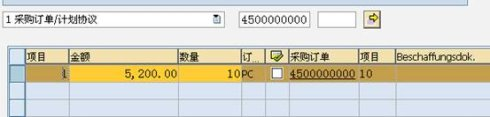 1 采购订单/计划协议 4500000000
项目 金额 数量 订... 采购订单 项目 Beschaffungsdok.
1 5,200.00 10 PC 4500000000 10